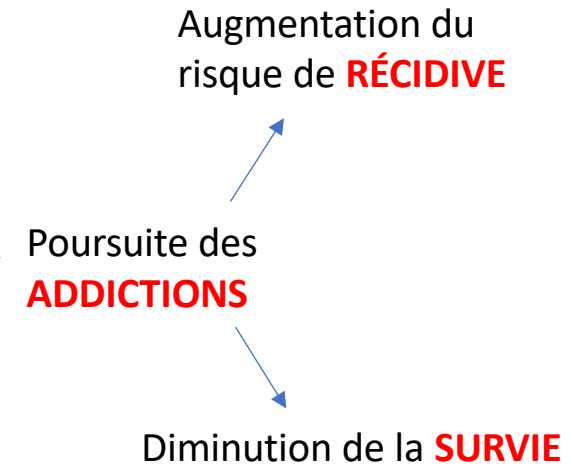 Augmentation du
risque de RÉCIDIVE
Poursuite des
ADDICTIONS
Diminution de la SURVIE